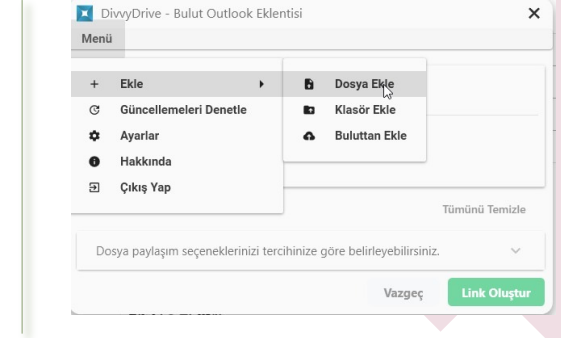 DivvyDrive - Bulut Outlook Eklentisi
Menü
Ekle
Dosya Ekle
Güncellemeleri Denetle
Klasör Ekle
Ayarlar
Buluttan Ekle
Hakkında
Çıkış Yap
Tümünü Temizle
Dosya paylaşım seçeneklerinizi tercihinize göre belirleyebilirsiniz.
Vazgeç
Link Oluştur